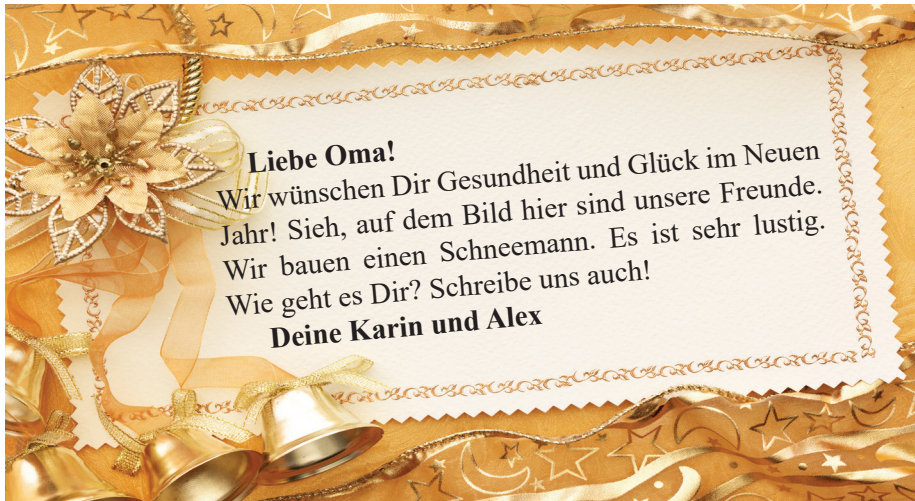 Liebe Oma!
Wir wünschen Dir Gesundheit und Glück im Neuen
Jahr! Sieh, auf dem Bild hier sind unsere Freunde.
Wir bauen einen Schneemann. Es ist sehr lustig.
Wie geht es Dir? Schreibe uns auch!
Deine Karin und Alex